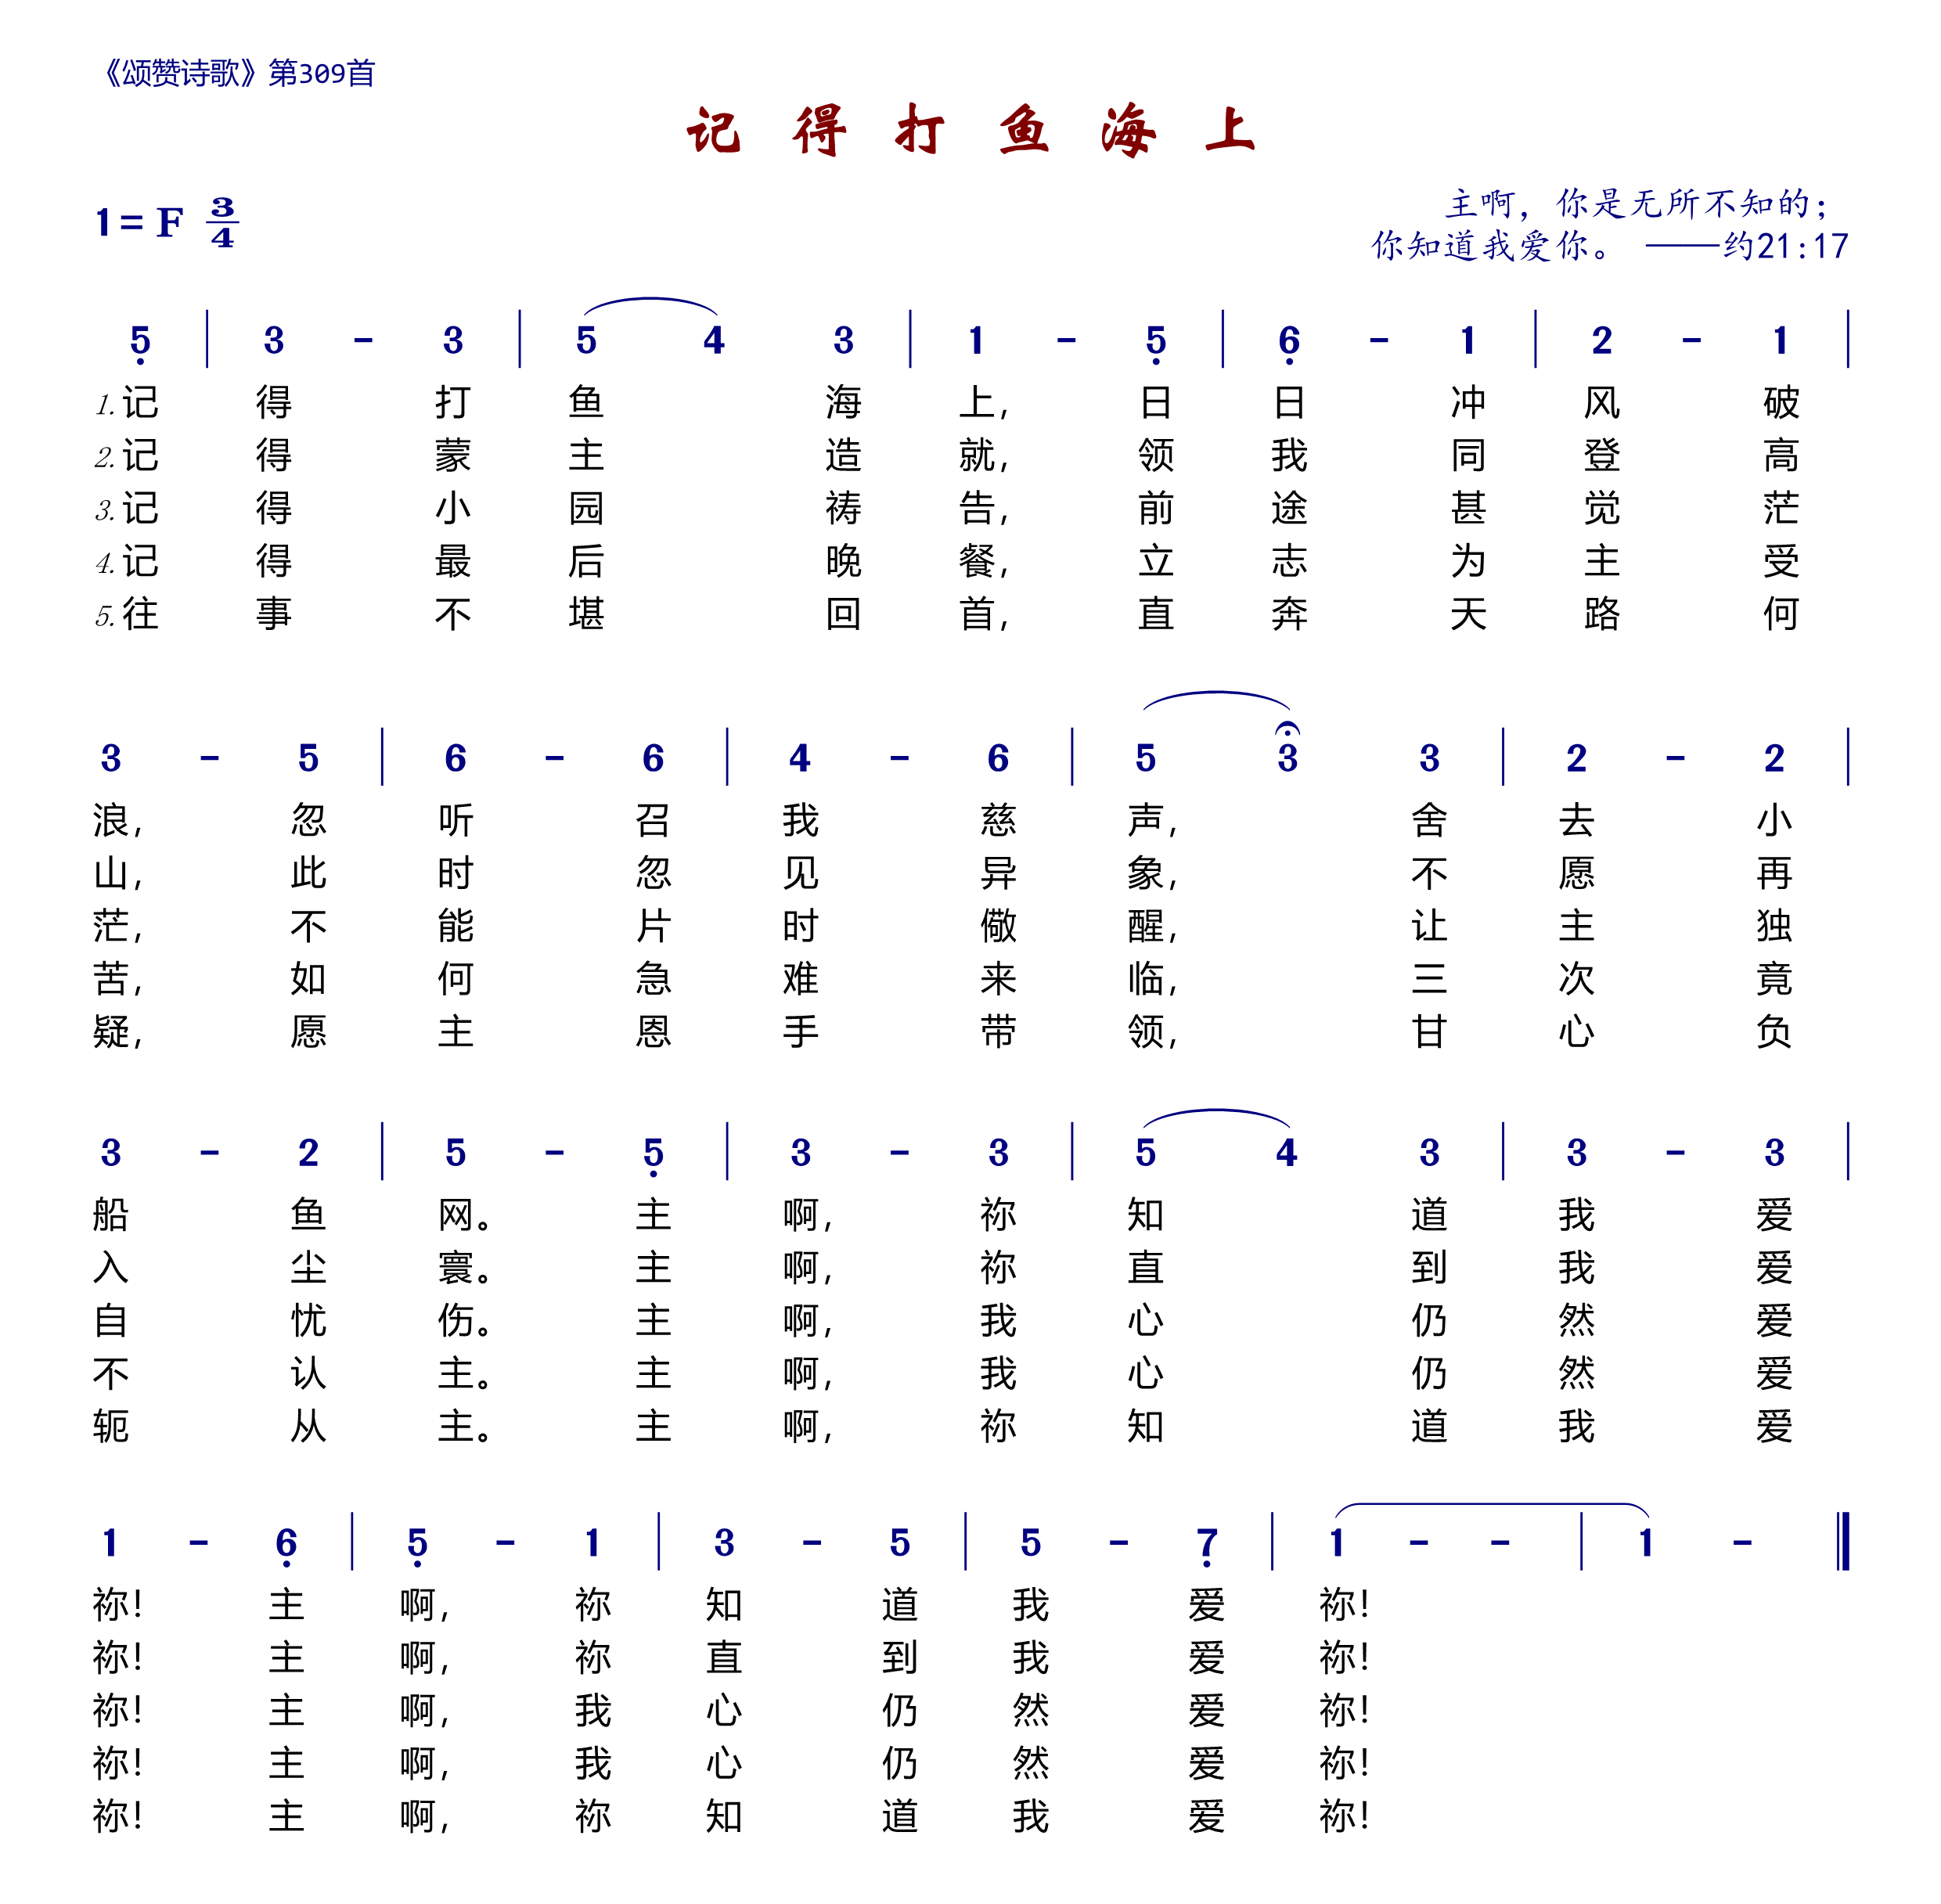 《颂赞诗歌》第309首
记得打鱼海上
1=F 3/4
主啊，你是无所不知的；
你知道我爱你。 ——约21:17
5̣ | 3 - 3 | 5 4 3 | 1 - 5̣ | 6̣ - 1 | 2 - 1 |
1.记得打鱼海上，日日冲风破
2.记得蒙主造就，领我同登高
3.记得小园祷告，前途甚觉茫
4.记得最后晚餐，立志为主受
5.往事不堪回首，直奔天路何
3 - 5 | 6 - 6 | 4 - 6 | 5 3 3 | 2 - 2 |
浪，忽听召我慈声，舍去小
山，此时忽见异象，不愿再
茫，不能片时儆醒，让主独
苦，如何急难来临，三次竟
疑，愿主恩手带领，甘心负
3 - 2 | 5 - 5̣ | 3 - 3 | 5 4 3 | 3 - 3 |
船鱼网。主啊，祢知道我爱
入尘寰。主啊，祢直到我爱
自忧伤。主啊，我心仍然爱
不认主。主啊，我心仍然爱
轭从主。主啊，祢知道我爱
1 - 6̣ | 5̣ - 1 | 3 - 5 | 5 - 7̣ | 1 - - | 1 - ‖
祢！主啊，祢知道我爱祢！
祢！主啊，祢直到我爱祢！
祢！主啊，我心仍然爱祢！
祢！主啊，我心仍然爱祢！
祢！主啊，祢知道我爱祢！